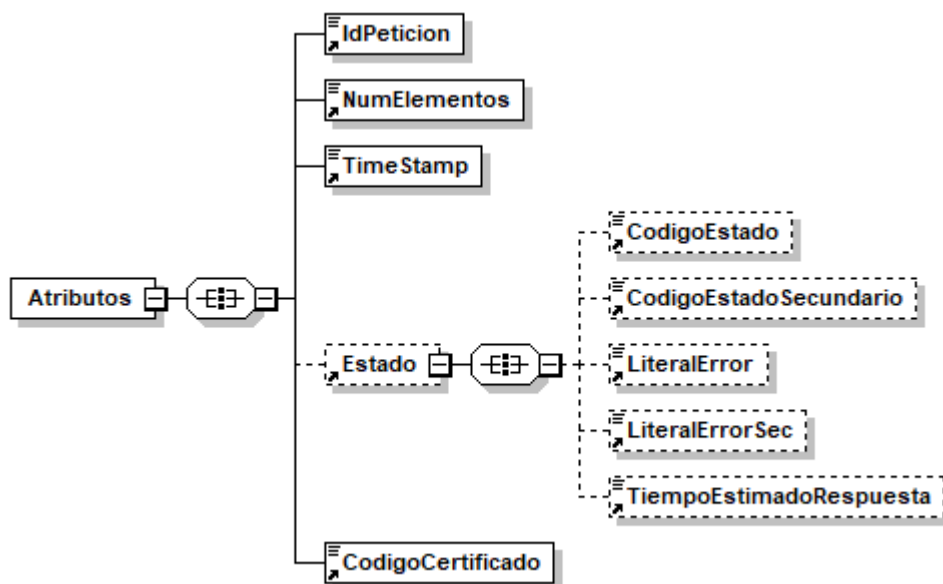 IdPeticion
NumElementos
TimeStamp
CodigoEstado
CodigoEstadoSecundario
Atributos
Estado
LiteralError
LiteralErrorSec
TiempoEstimadoRespuesta
CodigoCertificado